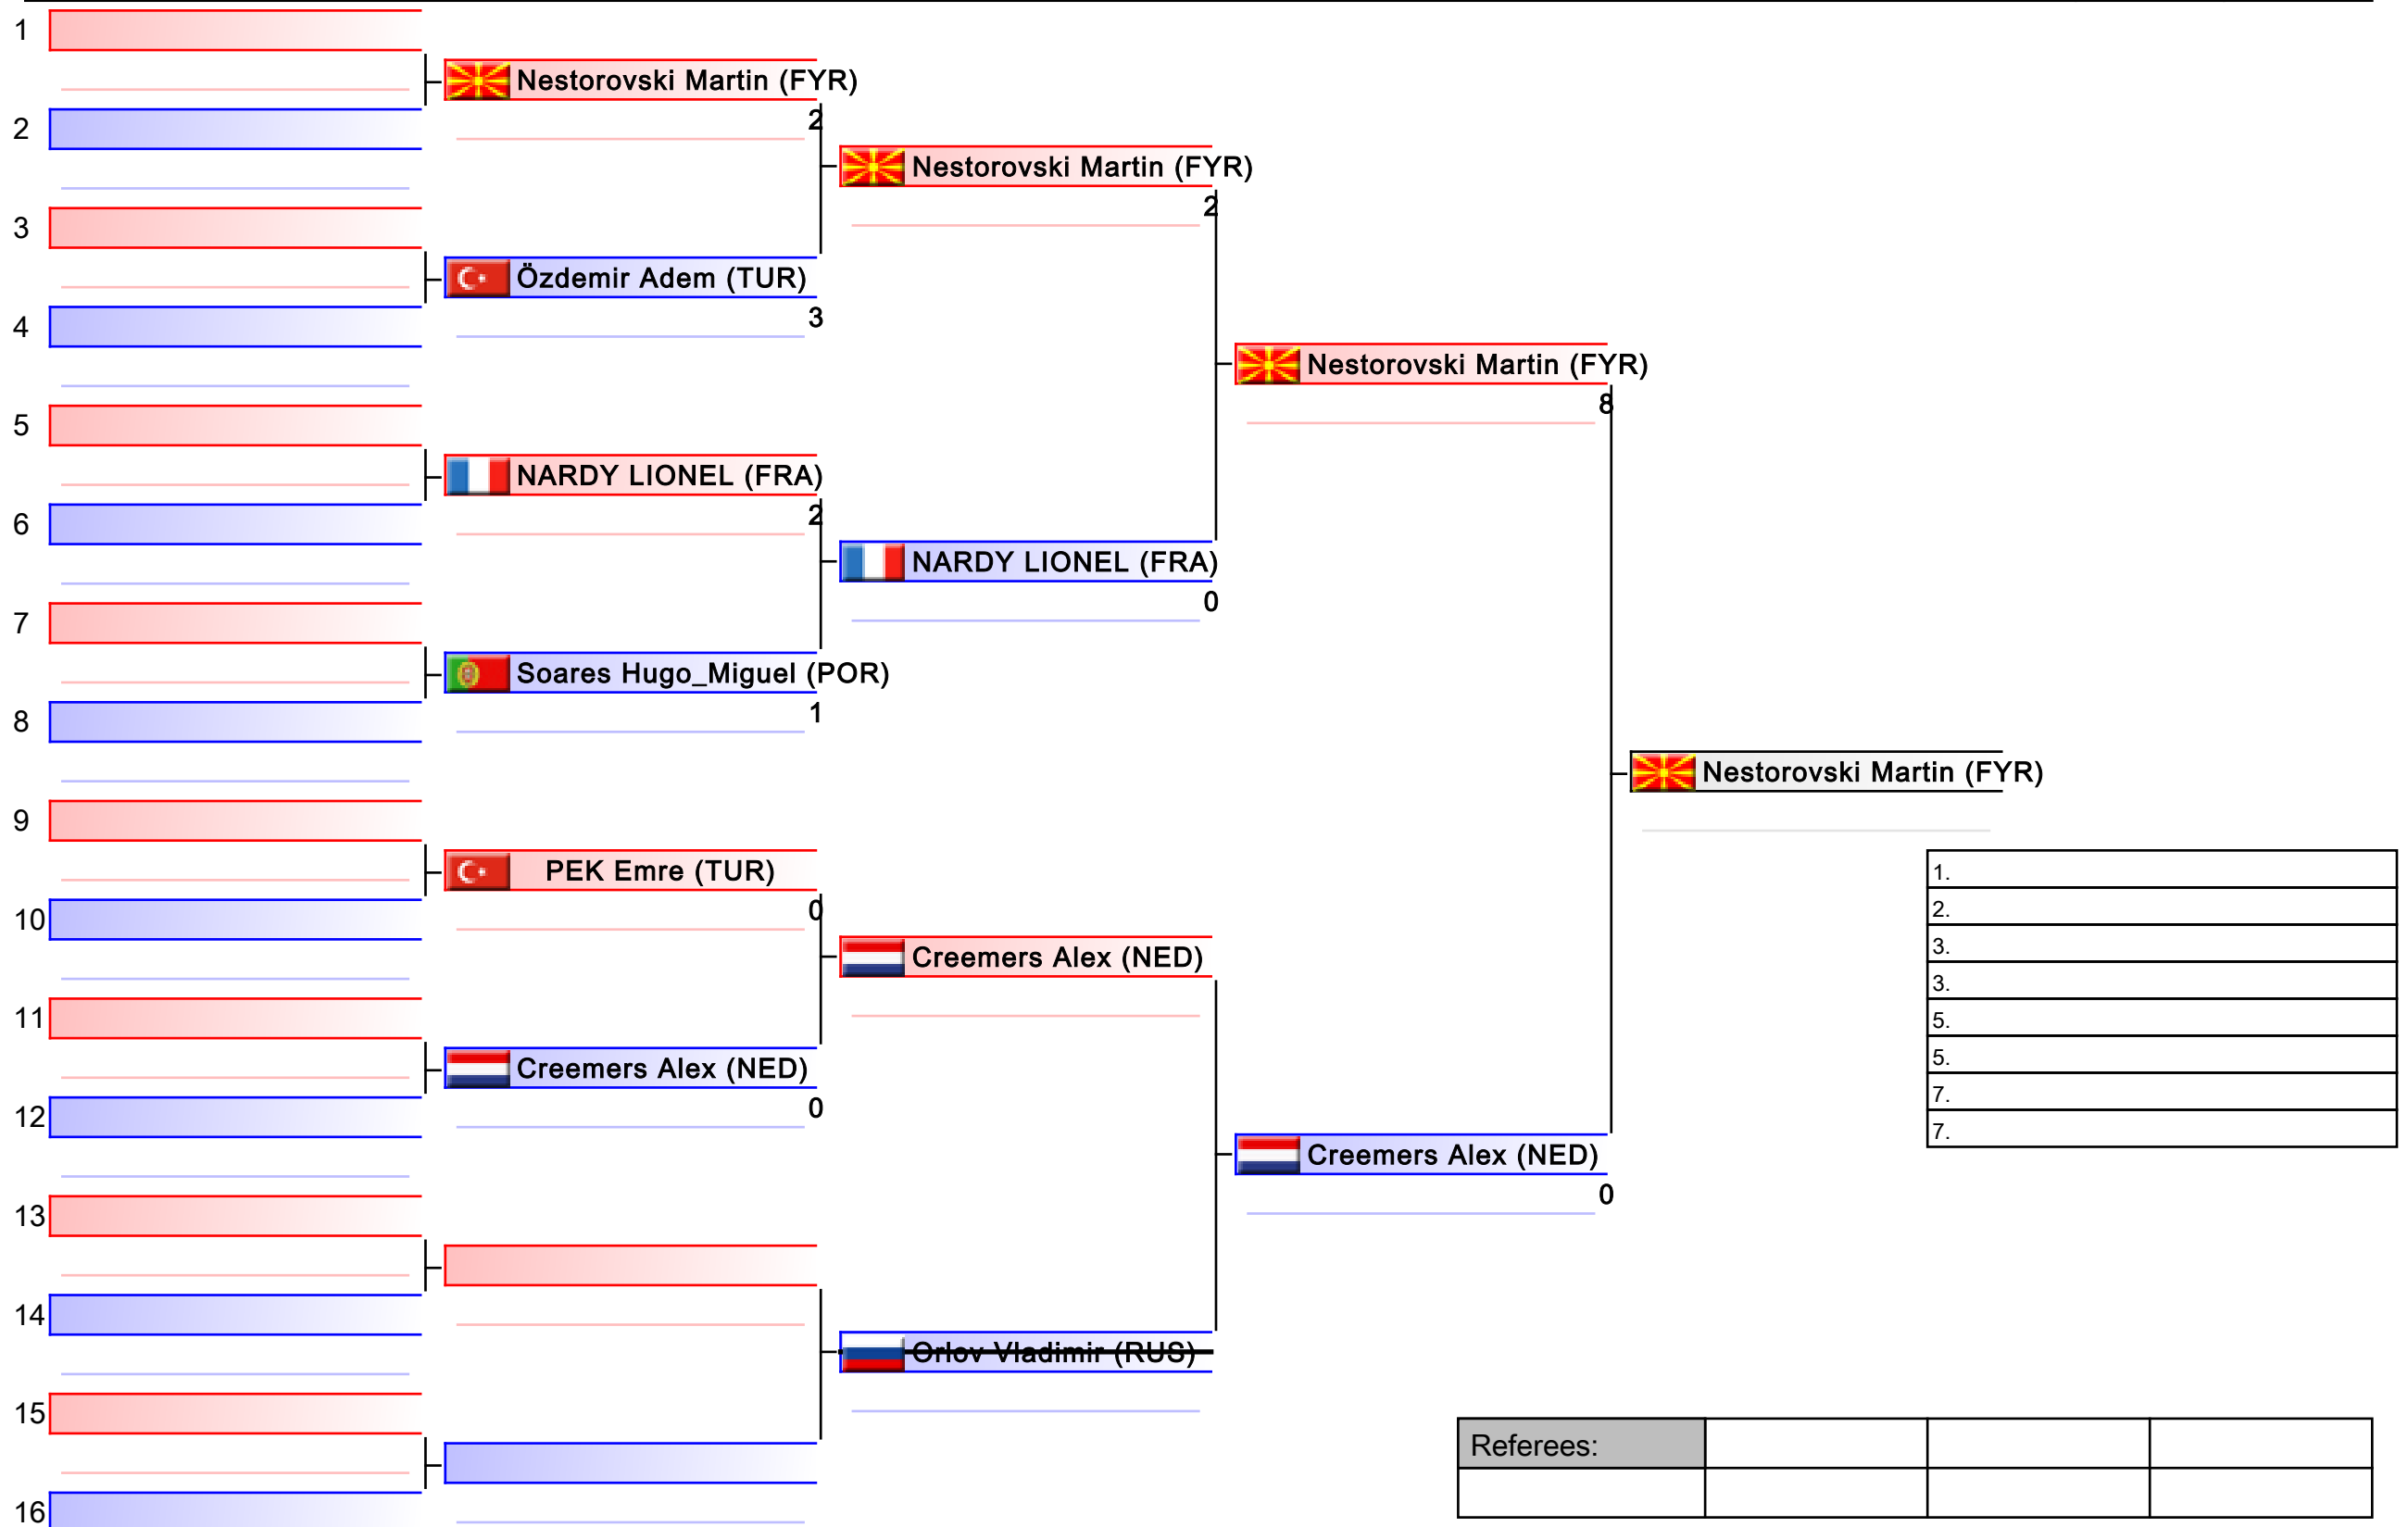 1
Nestorovski Martin (FYR)
2
2
Nestorovski Martin (FYR)
2
3
Özdemir Adem (TUR)
3
4
Nestorovski Martin (FYR)
8
5
NARDY LIONEL (FRA)
2
6
NARDY LIONEL (FRA)
0
7
Soares Hugo_Miguel (POR)
1
8
Nestorovski Martin (FYR)
9
PEK Emre (TUR)
0
10
Creemers Alex (NED)
11
Creemers Alex (NED)
0
12
Creemers Alex (NED)
0
13
14
Orlov Vladimir (RUS)
15
16
1.
2.
3.
3.
5.
5.
7.
7.
Referees: